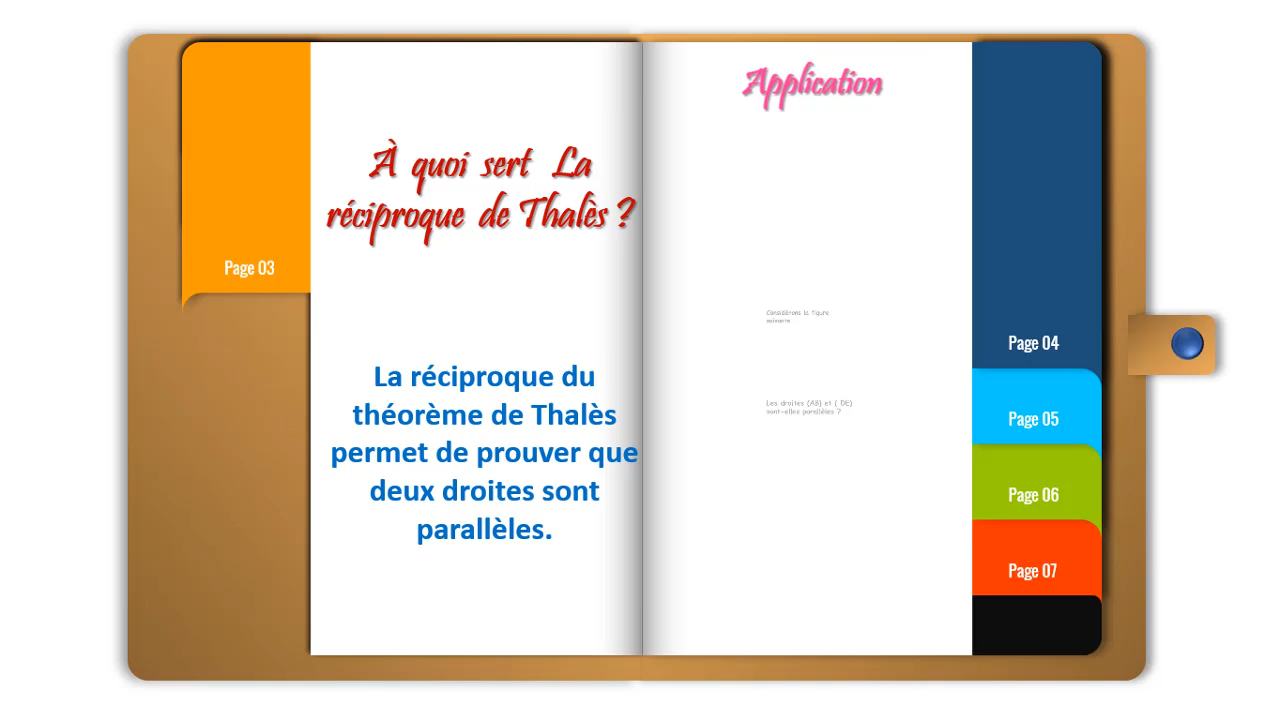 Page 03
À quoi sert La
réciproque de Thalès ?
La réciproque du
théorème de Thalès
permet de prouver que
deux droites sont
parallèles.
Application
Considérons la figure
suivante
Les droites (AB) et ( DE)
sont-elles parallèles ?
Page 04
Page 05
Page 06
Page 07